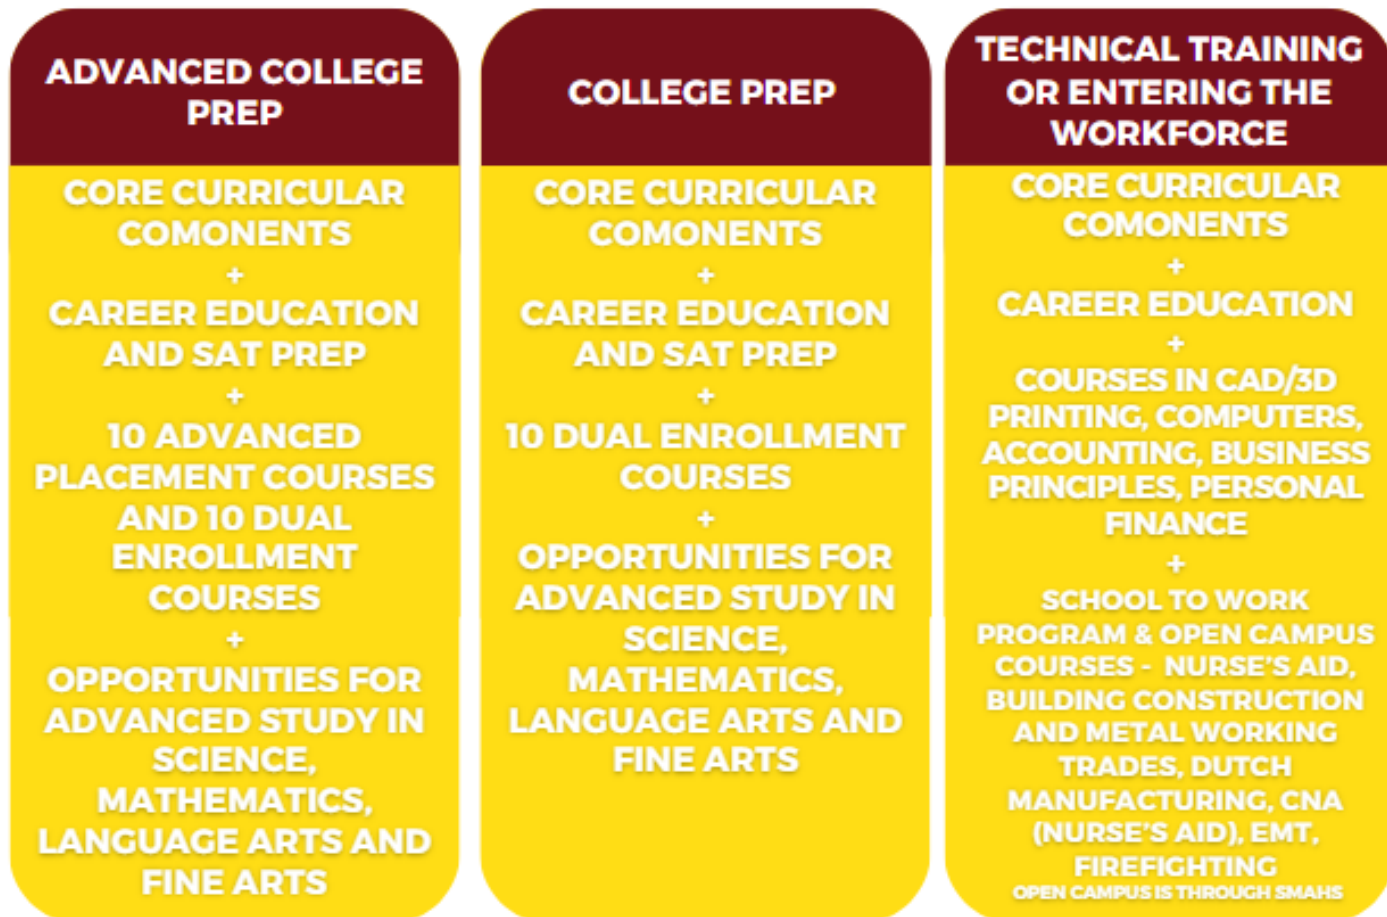 ADVANCED COLLEGE
PREP
CORE CURRICULAR
COMONENTS
+
CAREER EDUCATION
AND SAT PREP
+
10 ADVANCED
PLACEMENT COURSES
AND 10 DUAL
ENROLLMENT
COURSES
+
OPPORTUNITIES FOR
ADVANCED STUDY IN
SCIENCE,
MATHEMATICS,
LANGUAGE ARTS AND
FINE ARTS
COLLEGE PREP
CORE CURRICULAR
COMONENTS
+
CAREER EDUCATION
AND SAT PREP
+
10 DUAL ENROLLMENT
COURSES
+
OPPORTUNITIES FOR
ADVANCED STUDY IN
SCIENCE,
MATHEMATICS,
LANGUAGE ARTS AND
FINE ARTS
TECHNICAL TRAINING
OR ENTERING THE
WORKFORCE
CORE CURRICULAR
COMONENTS
+
CAREER EDUCATION
+
COURSES IN CAD/3D
PRINTING, COMPUTERS,
ACCOUNTING, BUSINESS
PRINCIPLES, PERSONAL
FINANCE
+
SCHOOL TO WORK
PROGRAM & OPEN CAMPUS
COURSES - NURSE'S AID,
BUILDING CONSTRUCTION
AND METAL WORKING
TRADES, DUTCH
MANUFACTURING, CNA
(NURSE'S AID), EMT,
FIREFIGHTING
OPEN CAMPUS IS THROUGH SMAHS